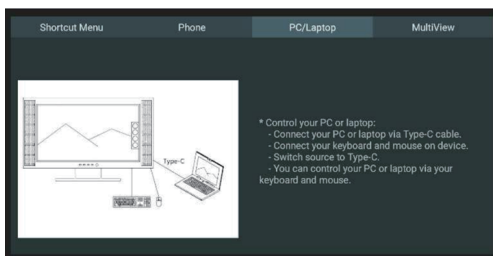 Shortcut Menu
Phone
PC/Laptop
MultiView
Type-C
* Control your PC or laptop:
- Connect your PC or laptop via Type-C cable.
- Connect your keyboard and mouse on device.
- Switch source to Type-C.
- You can control your PC or laptop via your
keyboard and mouse.